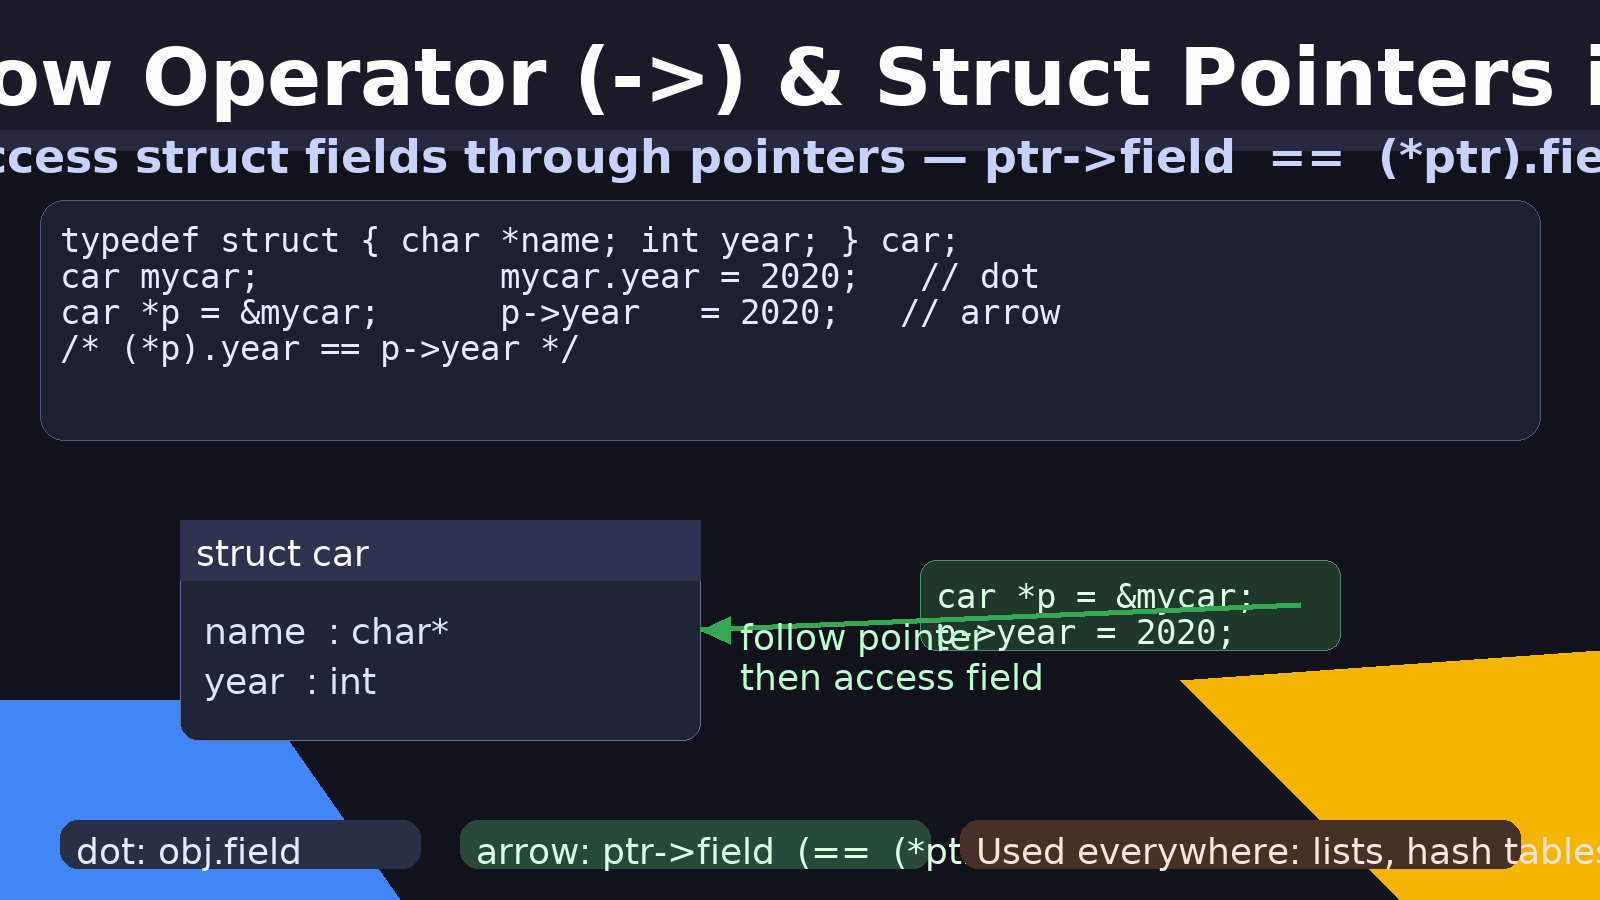 ow Operator (->) & Struct Pointers i
ccess struct fields through pointers — ptr->field == (*ptr).fie
typedef struct { char *name; int year; } car;
car mycar; mycar.year = 2020; // dot
car *p = &mycar; p->year = 2020; // arrow
/* (*p).year == p->year */
struct car
name : char*
year : int
car *p = &mycar;
p->year = 2020;
follow pointer
then access field
dot: obj.field
arrow: ptr->field (== (*pt
Used everywhere: lists, hash tables